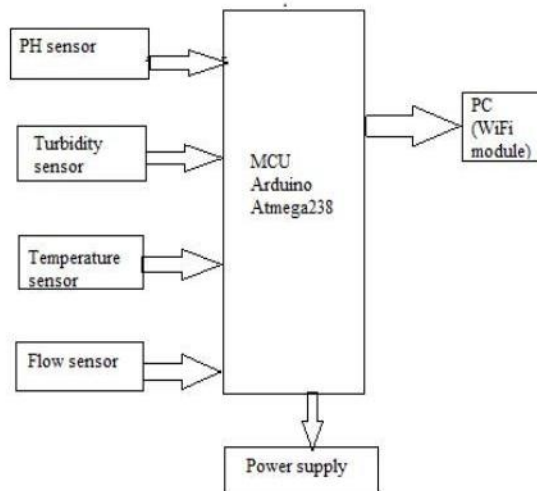 PH sensor
Turbidity
sensor
Temperature
sensor
Flow sensor
MCU
Arduino
Atmega238
PC
(WiFi
module)
Power supply